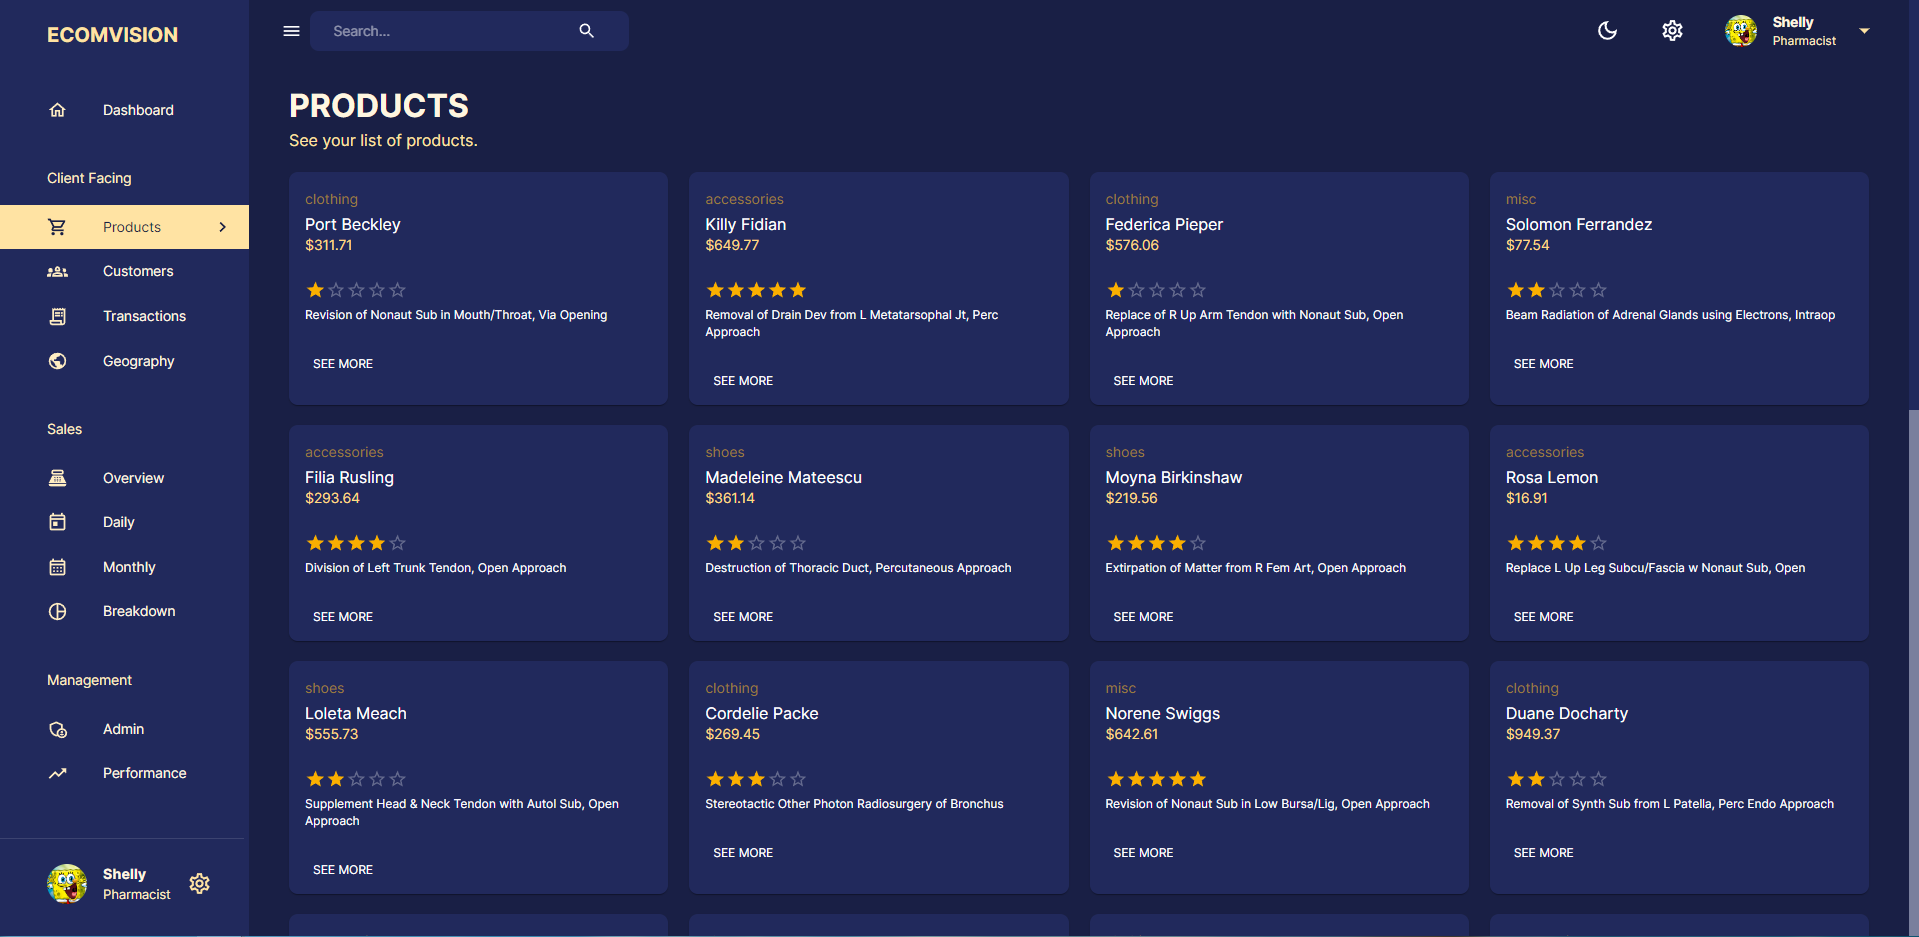 ECOMVISION
Dashboard
Client Facing
Products
Customers
Transactions
Geography
Sales
Overview
Daily
Monthly
Breakdown
Management
Admin
Performance
Shelly
Pharmacist
Search...
Shelly
Pharmacist
PRODUCTS
See your list of products.
clothing
Port Beckley
$311.71
Revision of Nonaut Sub in Mouth/Throat, Via Opening
SEE MORE
accessories
Killy Fidian
$649.77
Removal of Drain Dev from L Metatarsophal Jt, Perc
Approach
SEE MORE
clothing
Federica Pieper
$576.06
Replace of R Up Arm Tendon with Nonaut Sub, Open
Approach
SEE MORE
misc
Solomon Ferrandez
$77.54
Beam Radiation of Adrenal Glands using Electrons, Intraop
SEE MORE
accessories
Filia Rusling
$293.64
Division of Left Trunk Tendon, Open Approach
SEE MORE
shoes
Madeleine Mateescu
$361.14
Destruction of Thoracic Duct, Percutaneous Approach
SEE MORE
shoes
Moyna Birkinshaw
$219.56
Extirpation of Matter from R Fem Art, Open Approach
SEE MORE
accessories
Rosa Lemon
$16.91
Replace L Up Leg Subcu/Fascia w Nonaut Sub, Open
SEE MORE
shoes
Loleta Meach
$555.73
Supplement Head & Neck Tendon with Autol Sub, Open
Approach
SEE MORE
clothing
Cordelie Packe
$269.45
Stereotactic Other Photon Radiosurgery of Bronchus
SEE MORE
misc
Norene Swiggs
$642.61
Revision of Nonaut Sub in Low Bursa/Lig, Open Approach
SEE MORE
clothing
Duane Docharty
$949.37
Removal of Synth Sub from L Patella, Perc Endo Approach
SEE MORE